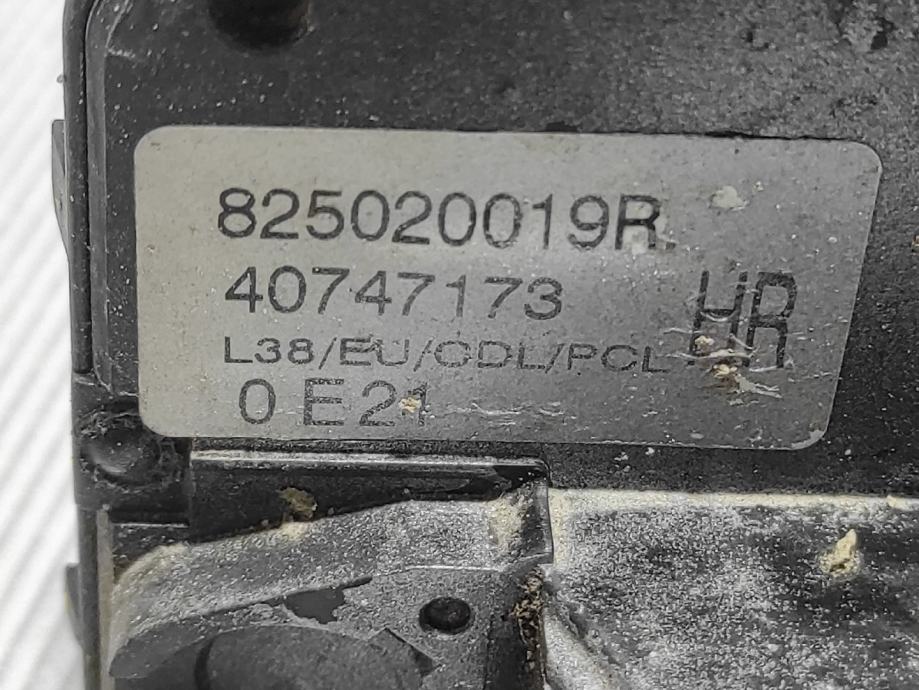 825020019R
40747173
HR
L38/EU/CDL/PCL
0 E21